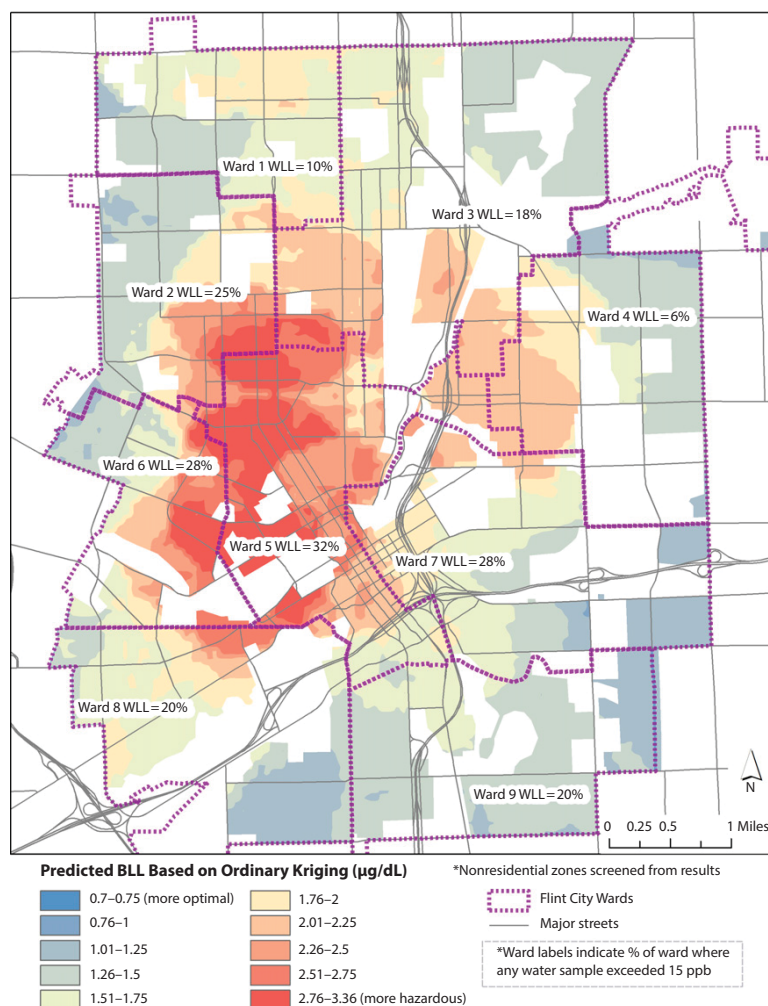 Ward 1 WLL = 10%
Ward 3 WLL = 18%
Ward 2 WLL = 25%
Ward 4 WLL = 6%
Ward 6 WLL = 28%
Ward 5 WLL = 32%
Ward 7 WLL = 28%
Ward 8 WLL = 20%
Ward 9 WLL = 20%
N
0 0.25 0.5 1 Miles
Predicted BLL Based on Ordinary Kriging (µg/dL)
*Nonresidential zones screened from results
0.7–0.75 (more optimal)
0.76–1
1.01–1.25
1.26–1.5
1.51–1.75
1.76–2
2.01–2.25
2.26–2.5
2.51–2.75
2.76–3.36 (more hazardous)
Flint City Wards
Major streets
*Ward labels indicate % of ward where
any water sample exceeded 15 ppb